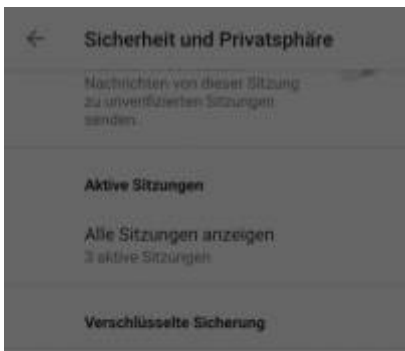 Sicherheit und Privatsphäre
Nachrichten von dieser Sitzung
zu unverifizierten Sitzungen
senden.
Aktive Sitzungen
Alle Sitzungen anzeigen
3 aktive Sitzungen
Verschlüsselte Sicherung